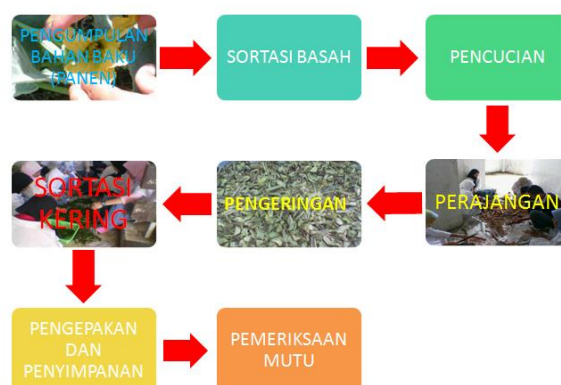 PENGUMPULAN
BAHAN BAKU
(PANEN)
SORTASI BASAH
PENCUCIAN
PERAJANGAN
PENGERINGAN
SORTASI
KERING
PENGEPAKAN
DAN
PENYIMPANAN
PEMERIKSAAN
MUTU